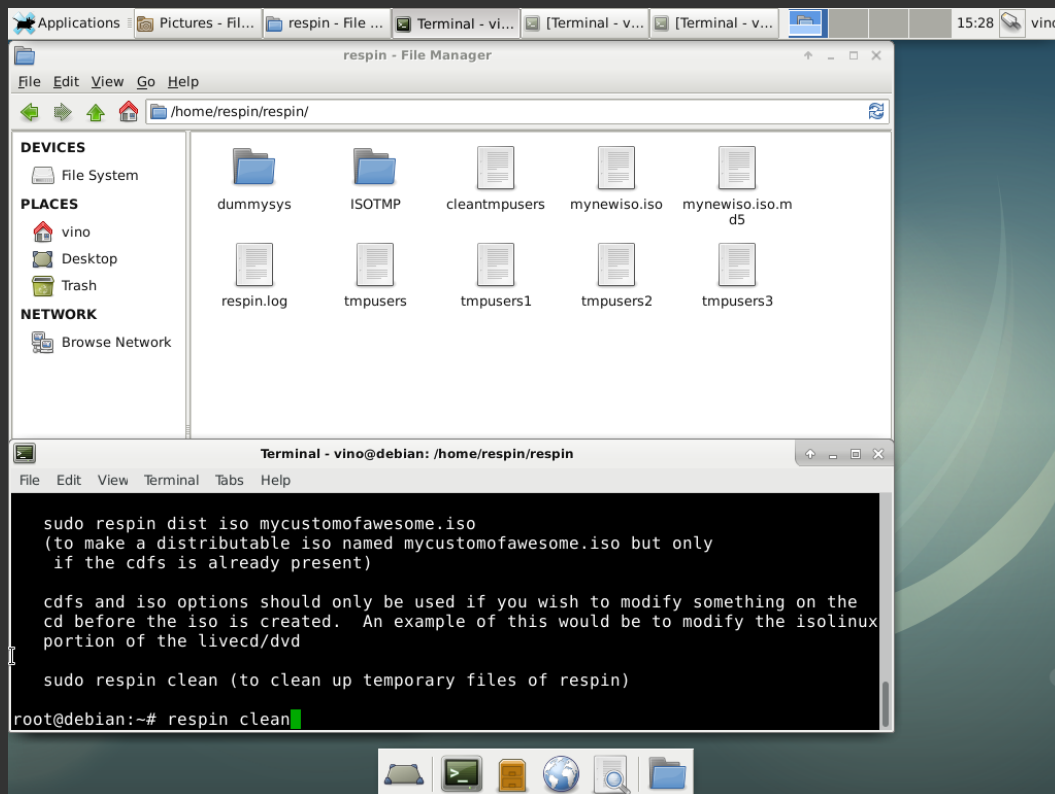 Applications
Pictures - Fil...
respin - File ...
Terminal - vi...
[Terminal - v...
[Terminal - v...
15:28
vino
respin - File Manager
File Edit View Go Help
/home/respin/respin/
DEVICES
File System
PLACES
vino
Desktop
Trash
NETWORK
Browse Network
dummysys
ISOTMP
cleantmpusers
mynewiso.iso
mynewiso.iso.m
d5
respin.log
tmpusers
tmpusers1
tmpusers2
tmpusers3
Terminal - vino@debian: /home/respin/respin
File Edit View Terminal Tabs Help
sudo respin dist iso mycustomofawesome.iso
(to make a distributable iso named mycustomofawesome.iso but only
if the cdfs is already present)
cdfs and iso options should only be used if you wish to modify something on the
cd before the iso is created.  An example of this would be to modify the isolinux
portion of the livecd/dvd
sudo respin clean (to clean up temporary files of respin)
root@debian:~# respin clean